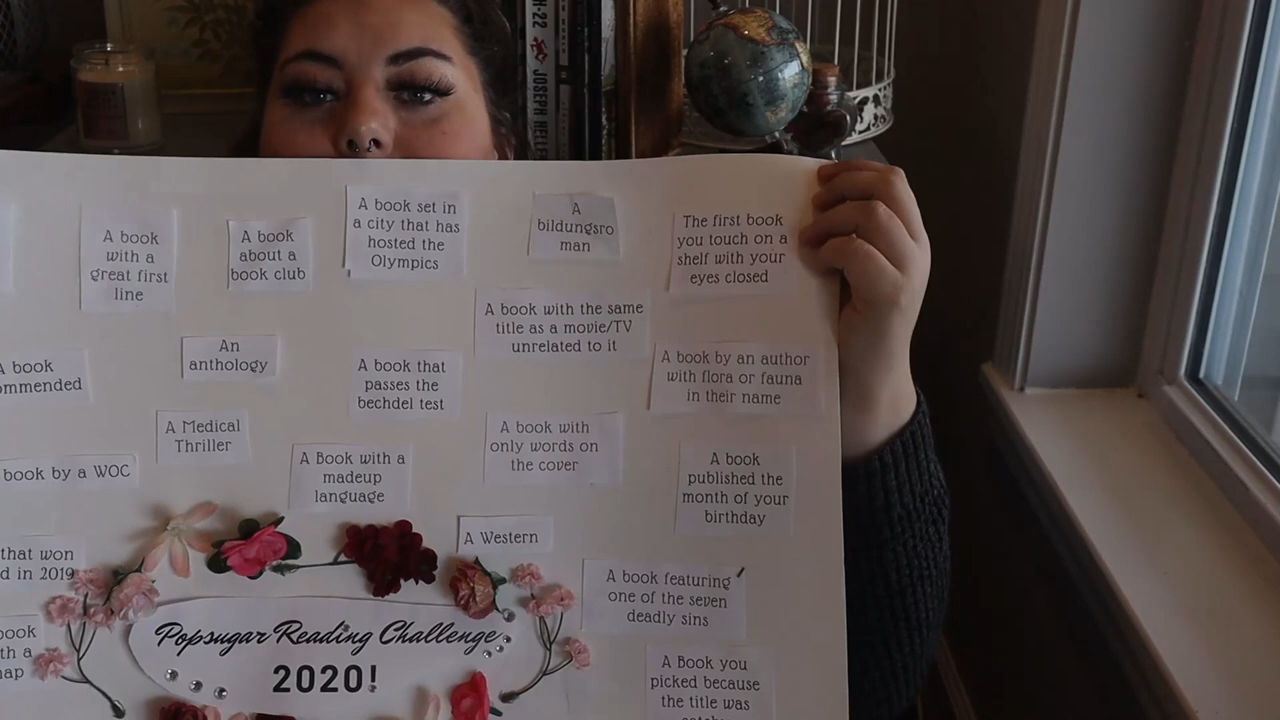 H-22
JOSEPH HELLE
A book
with a
great first
line
A book
about a
book club
A book set in
a city that has
hosted the
Olympics
A
bildungsro
man
The first book
you touch on a
shelf with your
eyes closed
A book with the same
title as a movie/TV
unrelated to it
A book
ommended
An
anthology
A book that
passes the
bechdel test
A book by an author
with flora or fauna
in their name
A Medical
Thriller
A book with
only words on
the cover
book by a WOC
A Book with a
madeup
language
A book
published the
month of your
birthday
A Western
that won
d in 2019
A book featuring
one of the seven
deadly sins
book
th a
map
Popsugar Reading Challenge
2020!
A Book you
picked because
the title was